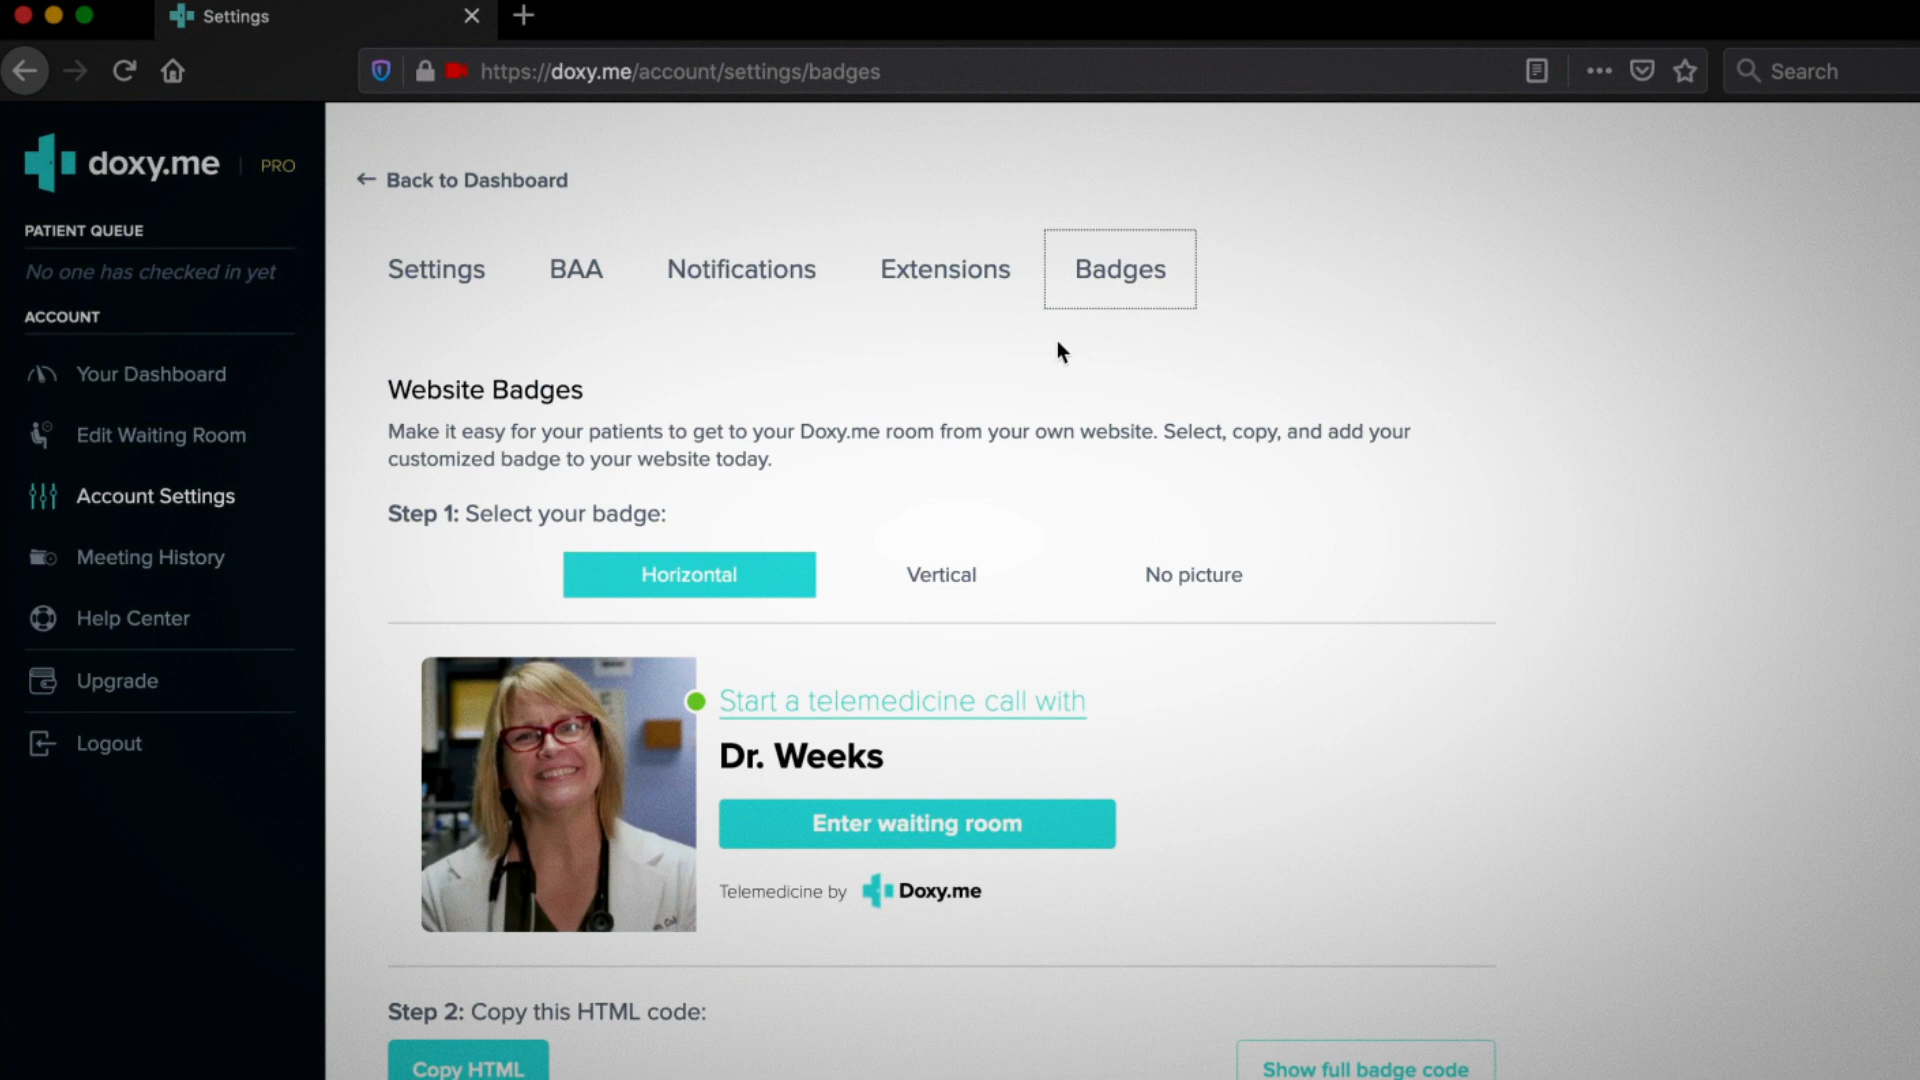 Settings
https://doxy.me/account/settings/badges
Search
doxy.me | PRO
PATIENT QUEUE
No one has checked in yet
ACCOUNT
Your Dashboard
Edit Waiting Room
Account Settings
Meeting History
Help Center
Upgrade
Logout
← Back to Dashboard
Settings BAA Notifications Extensions Badges
Website Badges
Make it easy for your patients to get to your Doxy.me room from your own website. Select, copy, and add your
customized badge to your website today.
Step 1: Select your badge:
Horizontal Vertical No picture
Start a telemedicine call with
Dr. Weeks
Enter waiting room
Telemedicine by Doxy.me
Step 2: Copy this HTML code:
Copy HTML
Show full badge code